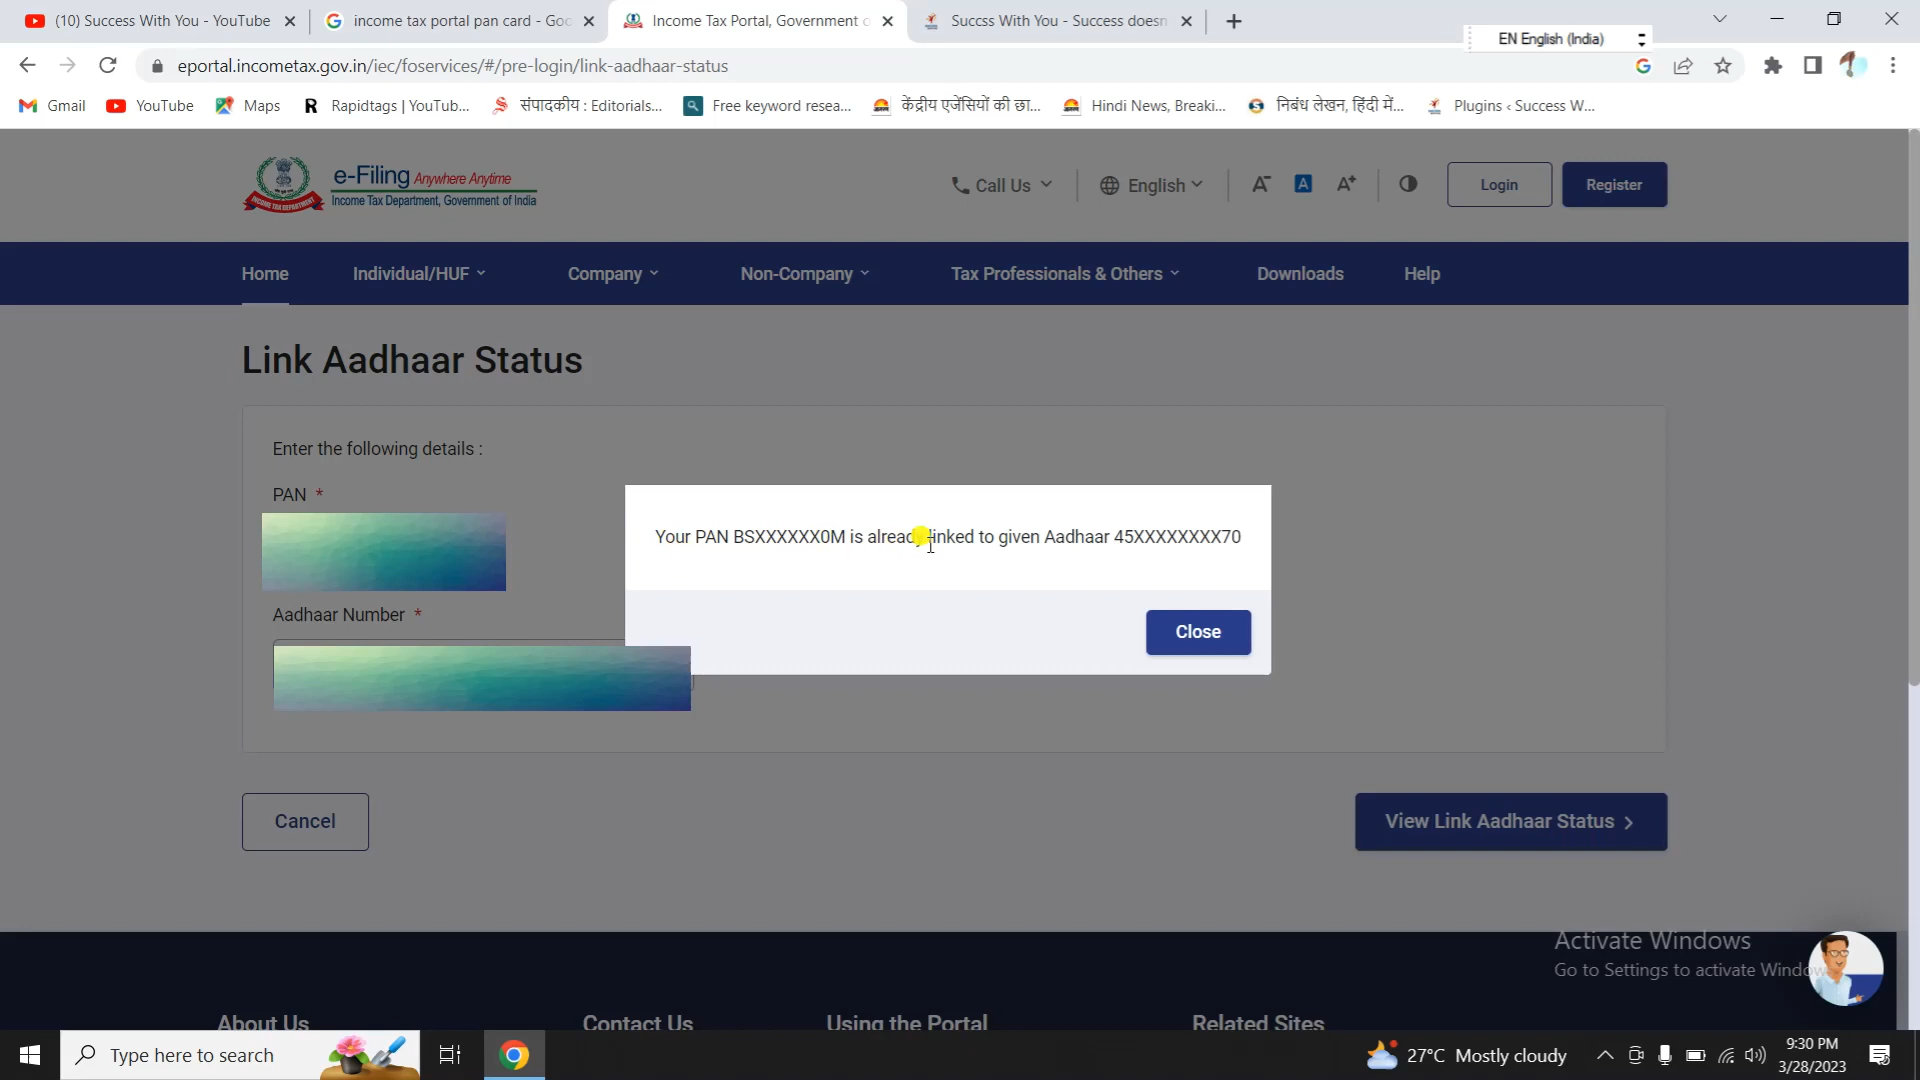 (10) Success With You - YouTube
income tax portal pan card - Goo
Income Tax Portal, Government o
Succss With You - Success doesn
EN English (India)
eportal.incometax.gov.in/iec/foservices/#/pre-login/link-aadhaar-status
Gmail
YouTube
Maps
Rapidtags | YouTub...
संपादकीय : Editorials...
Free keyword resea...
केंद्रीय एजेंसियों की छा...
Hindi News, Breaki...
निबंध लेखन, हिंदी में...
Plugins ‹ Success W...
e-Filing Anywhere Anytime
Income Tax Department, Government of India
INCOME TAX DEPARTMENT
Call Us
English
A-
A
A+
Login
Register
Home
Individual/HUF
Company
Non-Company
Tax Professionals & Others
Downloads
Help
Link Aadhaar Status
Enter the following details :
PAN *
Your PAN BSXXXXXX0M is already linked to given Aadhaar 45XXXXXXXX70
Aadhaar Number *
Close
Cancel
View Link Aadhaar Status >
Activate Windows
Go to Settings to activate Windows
About Us
Contact Us
Using the Portal
Related Sites
Type here to search
27°C Mostly cloudy
9:30 PM
3/28/2023